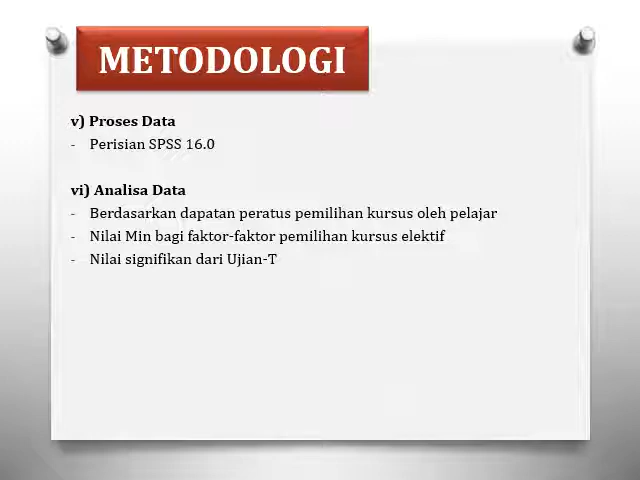 METODOLOGI
v) Proses Data
- Perisian SPSS 16.0
vi) Analisa Data
- Berdasarkan dapatan peratus pemilihan kursus oleh pelajar
- Nilai Min bagi faktor-faktor pemilihan kursus elektif
- Nilai signifikan dari Ujian-T